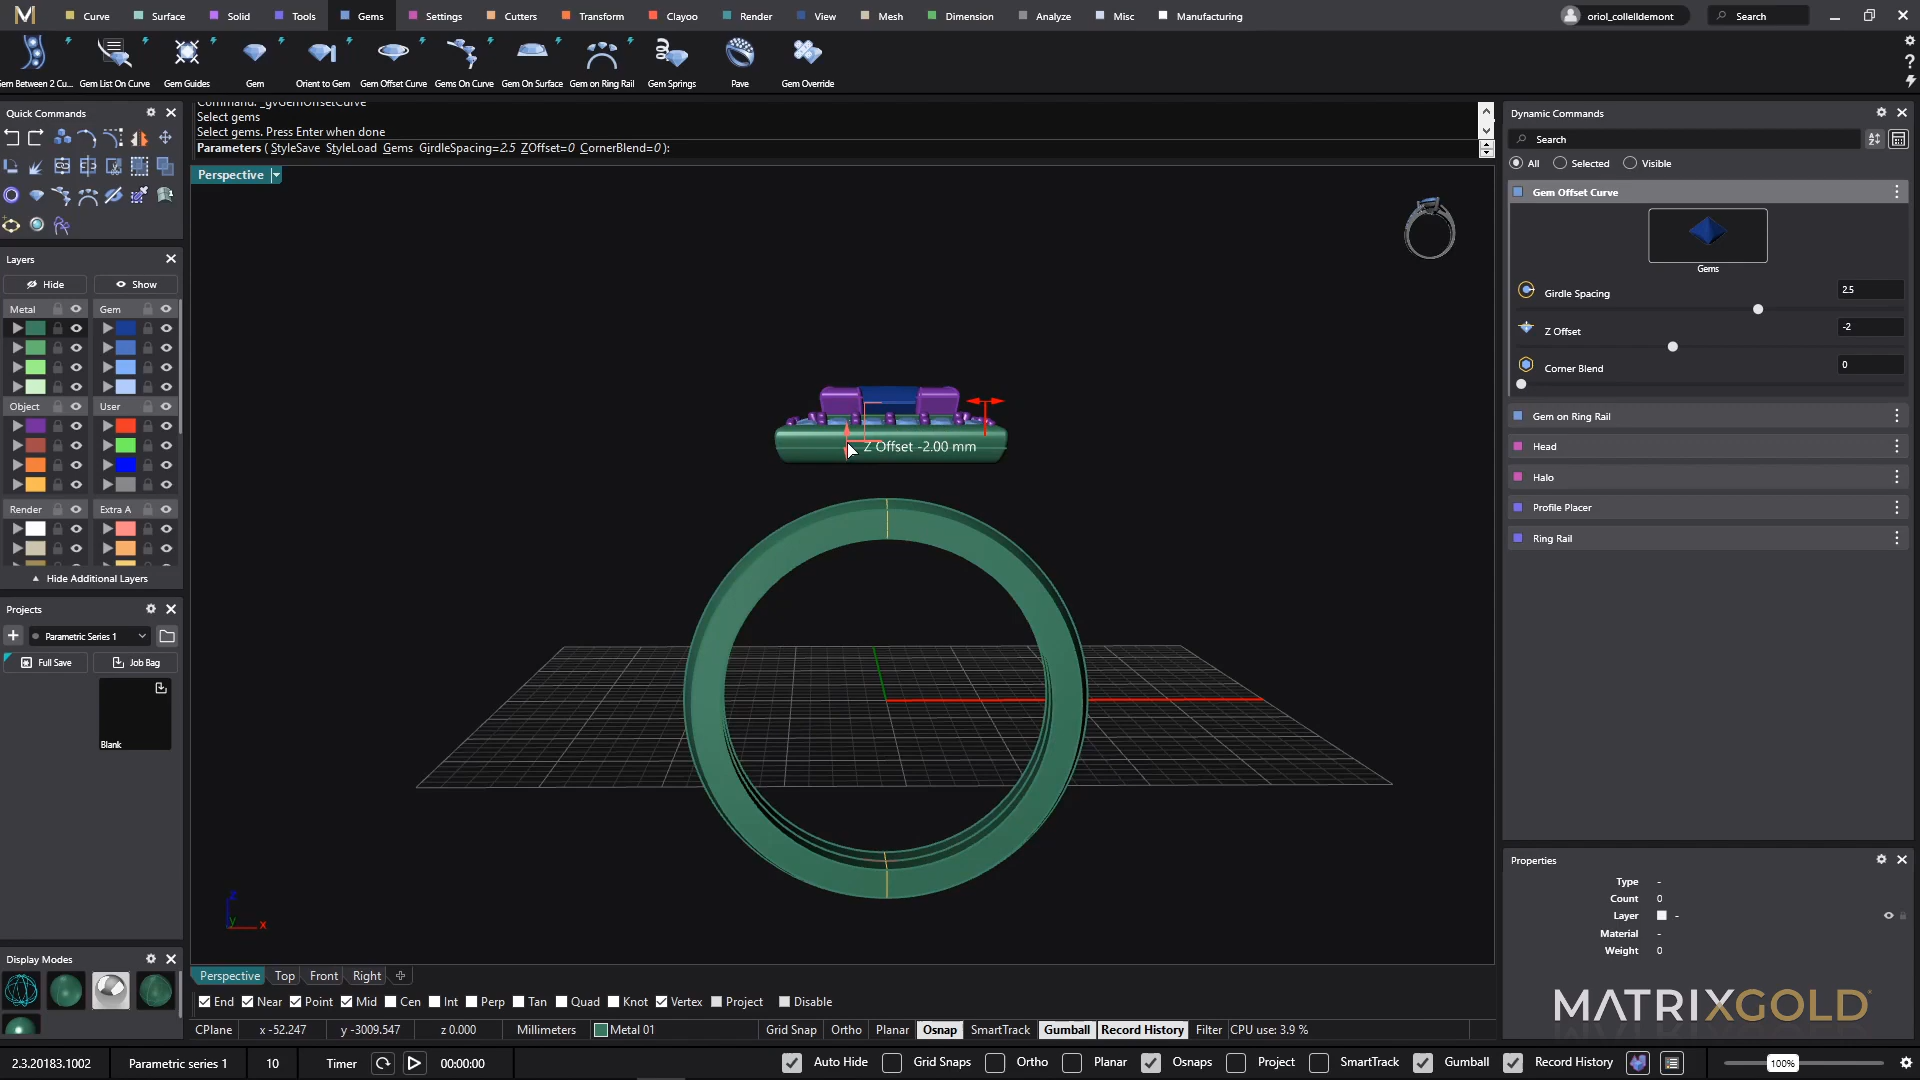 Curve Surface Solid Tools Gems Settings Cutters Transform Clayoo Render View Mesh Dimension Analyze Misc Manufacturing oriol_collelldemont Search
em Between 2 Cu... Gem List On Curve Gem Guides Gem Orient to Gem Gem Offset Curve Gems On Curve Gem On Surface Gem on Ring Rail Gem Springs Pave Gem Override
Quick Commands
Command: _gvGemOffsetCurve
Select gems
Select gems. Press Enter when done
Parameters ( StyleSave StyleLoad Gems GirdleSpacing=2.5 ZOffset=0 CornerBlend=0 ):
Perspective
Layers
Hide Show
Metal Gem
Object User
Render Extra A
Hide Additional Layers
Projects
Parametric Series 1
Full Save Job Bag
Blank
Display Modes
Z Offset -2.00 mm
z
y
x
Dynamic Commands
Search
All Selected Visible
Gem Offset Curve
Gems
Girdle Spacing 2.5
Z Offset -2
Corner Blend 0
Gem on Ring Rail
Head
Halo
Profile Placer
Ring Rail
Properties
Type -
Count 0
Layer -
Material -
Weight 0
MATRIXGOLD
Perspective Top Front Right
End Near Point Mid Cen Int Perp Tan Quad Knot Vertex Project Disable
CPlane x -52.247 y -3009.547 z 0.000 Millimeters Metal 01 Grid Snap Ortho Planar Osnap SmartTrack Gumball Record History Filter CPU use: 3.9 %
2.3.20183.1002 Parametric series 1 10 Timer 00:00:00 Auto Hide Grid Snaps Ortho Planar Osnaps Project SmartTrack Gumball Record History 100%